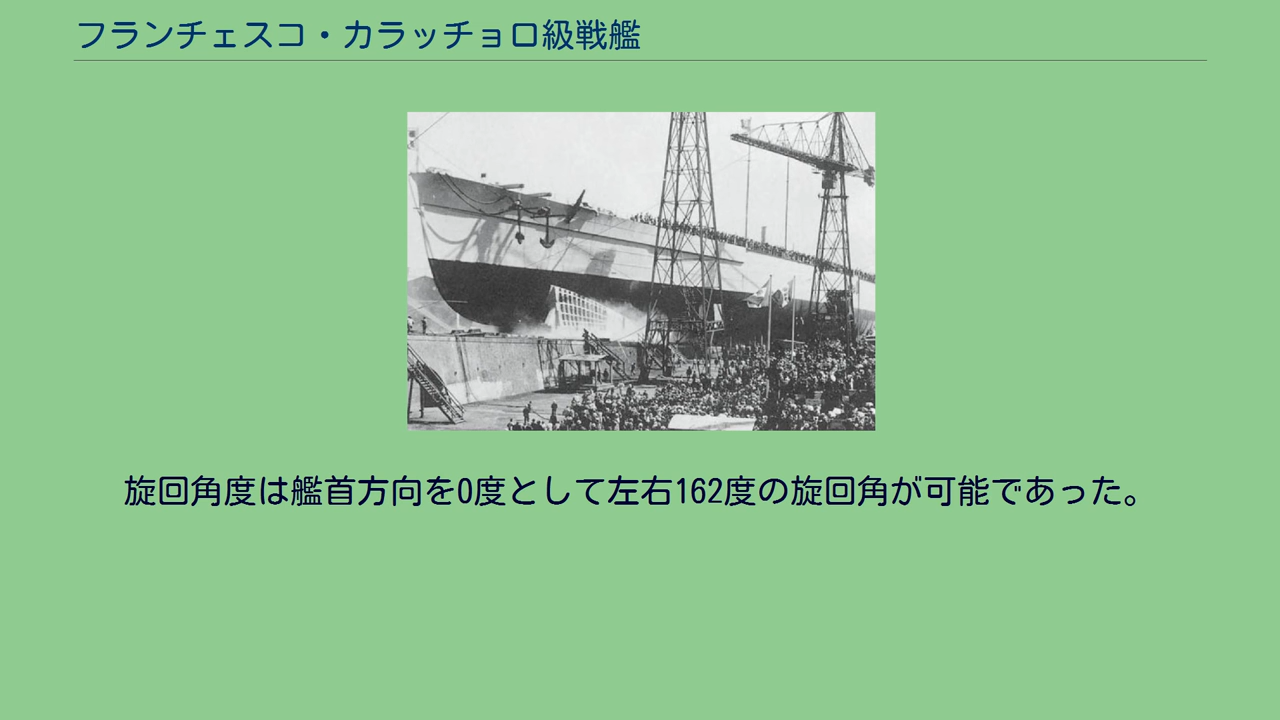 フランチェスコ・カラッチョロ級戦艦
旋回角度は艦首方向を0度として左右162度の旋回角が可能であった。